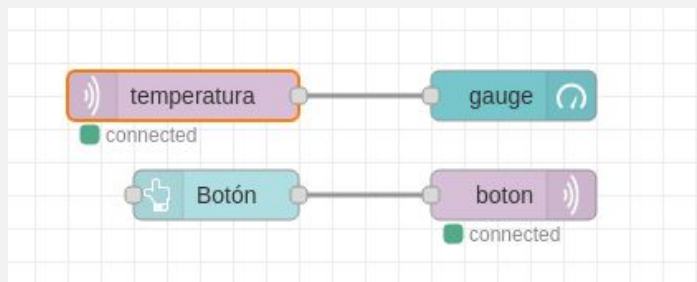 temperatura
gauge
connected
Botón
boton
connected